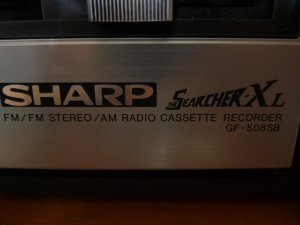 SHARP THE SEARCHER-XL
FM/FM STEREO/AM RADIO CASSETTE RECORDER
GF-508SB